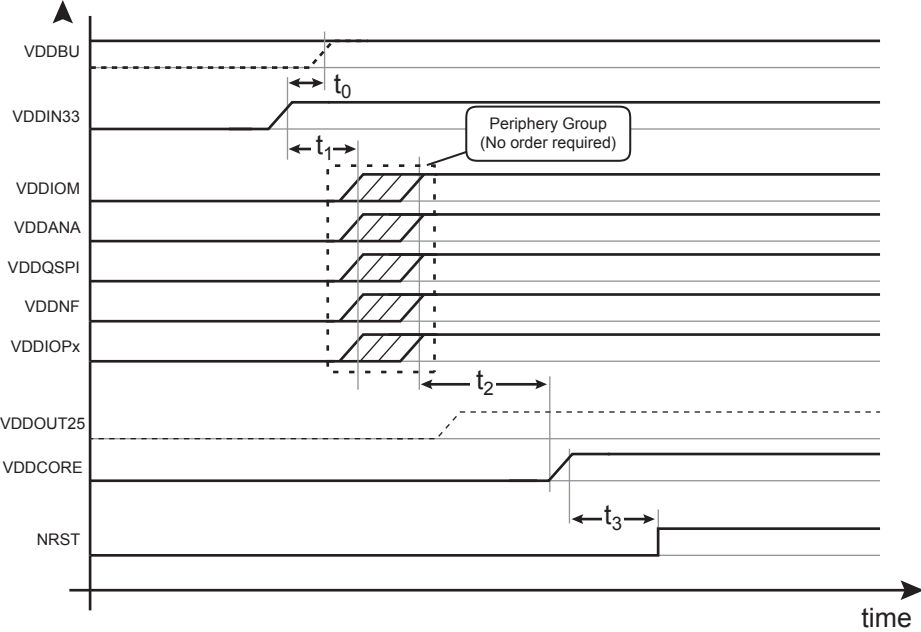 VDDBU
t0
VDDIN33
Periphery Group
(No order required)
t1
VDDIOM
VDDANA
VDDQSPI
VDDNF
VDDIOPx
t2
VDDOUT25
VDDCORE
t3
NRST
time